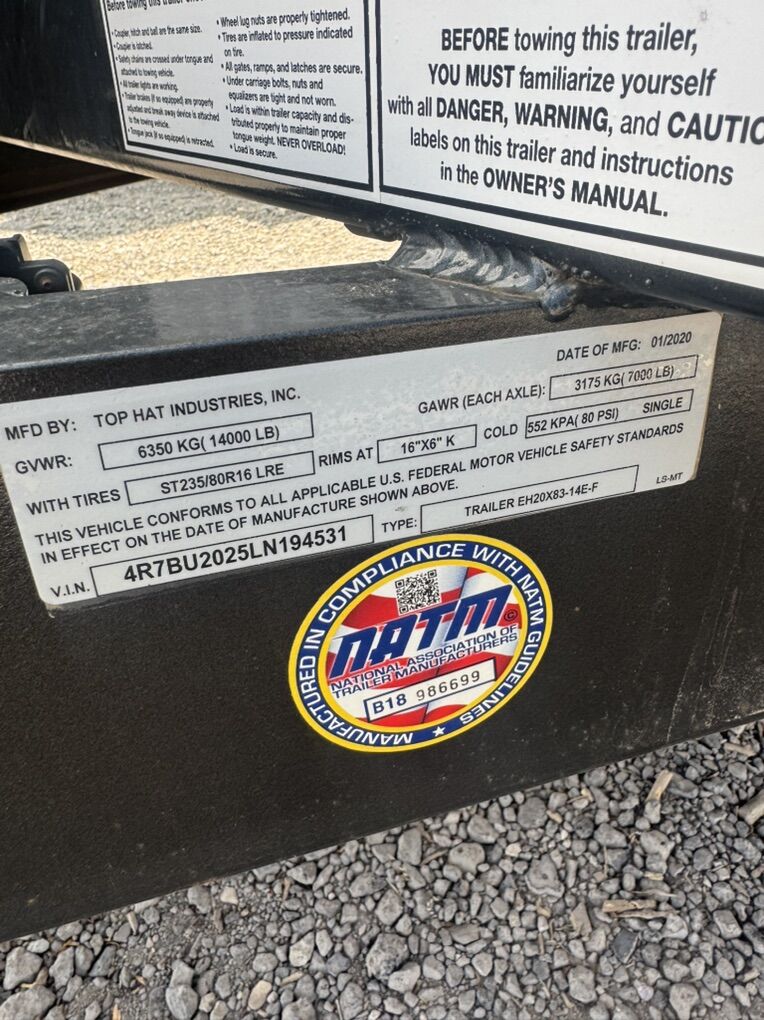 Before towing this trailer
• Coupler, hitch and ball are the same size.
• Coupler is latched.
• Safety chains are crossed under tongue and
attached to towing vehicle.
• All trailer lights are working.
• Trailer brakes (if so equipped) are properly
adjusted and break away device is attached
to the towing vehicle.
• Tongue jack (if so equipped) is retracted.
• Wheel lug nuts are properly tightened.
• Tires are inflated to pressure indicated
on tire.
• All gates, ramps, and latches are secure.
• Under carriage bolts, nuts and
equalizers are tight and not worn.
• Load is within trailer capacity and dis-
tributed properly to maintain proper
tongue weight. NEVER OVERLOAD!
• Load is secure.
BEFORE towing this trailer,
YOU MUST familiarize yourself
with all DANGER, WARNING, and CAUTIO
labels on this trailer and instructions
in the OWNER'S MANUAL.
MFD BY: TOP HAT INDUSTRIES, INC. DATE OF MFG: 01/2020
GVWR: 6350 KG( 14000 LB) GAWR (EACH AXLE): 3175 KG( 7000 LB)
WITH TIRES ST235/80R16 LRE RIMS AT 16"X6" K COLD 552 KPA( 80 PSI) SINGLE
THIS VEHICLE CONFORMS TO ALL APPLICABLE U.S. FEDERAL MOTOR VEHICLE SAFETY STANDARDS
IN EFFECT ON THE DATE OF MANUFACTURE SHOWN ABOVE. LS-MT
V.I.N. 4R7BU2025LN194531 TYPE: TRAILER EH20X83-14E-F
MANUFACTURED IN COMPLIANCE WITH NATM GUIDELINES
NATM ©
NATIONAL ASSOCIATION OF
TRAILER MANUFACTURERS
B18 986699